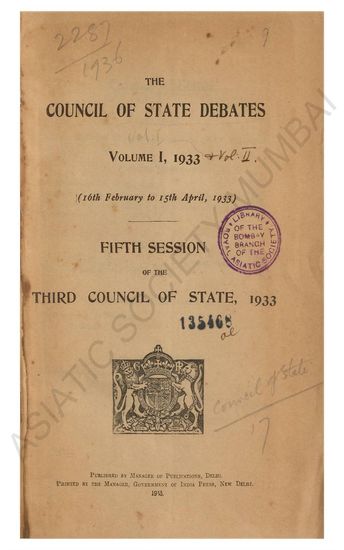 2287
1936
9
THE
COUNCIL OF STATE DEBATES
vol. I
VOLUME I, 1933 & Vol. II.
(16th February to 15th April, 1933)
LIBRARY
OF THE
BOMBAY
BRANCH
OF THE
ROYAL ASIATIC SOCIETY
FIFTH SESSION
OF THE
THIRD COUNCIL OF STATE, 1933
135468
Council of State
17
PUBLISHED BY MANAGER OF PUBLICATIONS, DELHI.
PRINTED BY THE MANAGER, GOVERNMENT OF INDIA PRESS, NEW DELHI.
ASIATIC SOCIETY MUMBAI